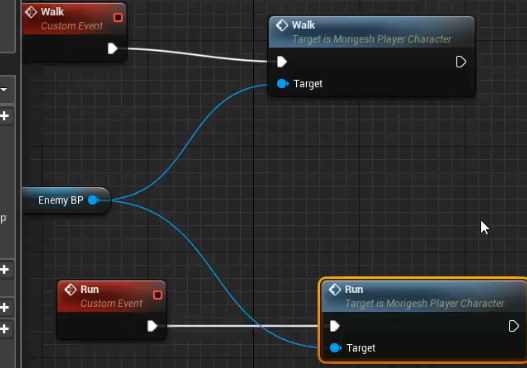 Walk
Custom Event
Walk
Target is Morigesh Player Character
Target
Enemy BP
Run
Custom Event
Run
Target is Morigesh Player Character
Target